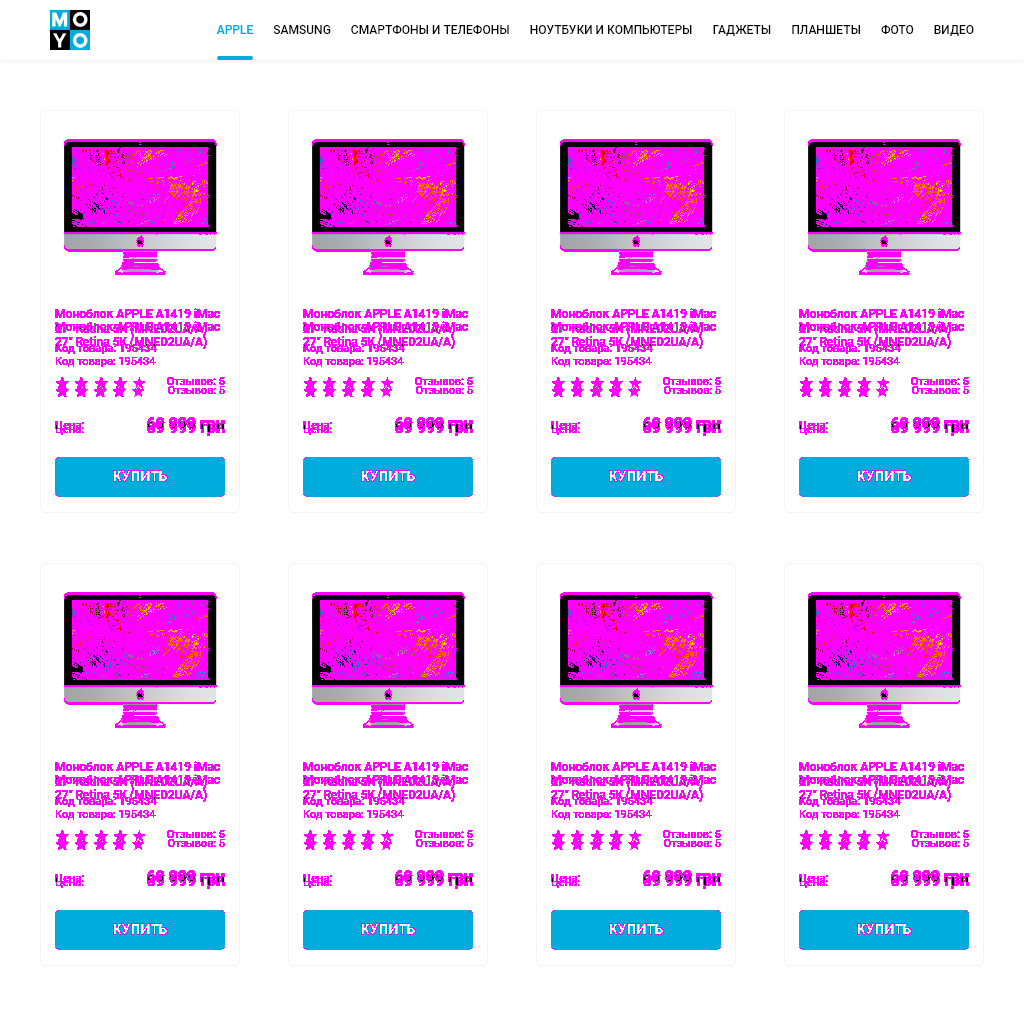 MOYO
APPLE SAMSUNG СМАРТФОНЫ И ТЕЛЕФОНЫ НОУТБУКИ И КОМПЬЮТЕРЫ ГАДЖЕТЫ ПЛАНШЕТЫ ФОТО ВИДЕО
Моноблок APPLE A1419 iMac
27" Retina 5K (MNED2UA/A)
Код товара: 195434
Отзывов: 5
Цена: 69 999 грн
КУПИТЬ
Моноблок APPLE A1419 iMac
27" Retina 5K (MNED2UA/A)
Код товара: 195434
Отзывов: 5
Цена: 69 999 грн
КУПИТЬ
Моноблок APPLE A1419 iMac
27" Retina 5K (MNED2UA/A)
Код товара: 195434
Отзывов: 5
Цена: 69 999 грн
КУПИТЬ
Моноблок APPLE A1419 iMac
27" Retina 5K (MNED2UA/A)
Код товара: 195434
Отзывов: 5
Цена: 69 999 грн
КУПИТЬ
Моноблок APPLE A1419 iMac
27" Retina 5K (MNED2UA/A)
Код товара: 195434
Отзывов: 5
Цена: 69 999 грн
КУПИТЬ
Моноблок APPLE A1419 iMac
27" Retina 5K (MNED2UA/A)
Код товара: 195434
Отзывов: 5
Цена: 69 999 грн
КУПИТЬ
Моноблок APPLE A1419 iMac
27" Retina 5K (MNED2UA/A)
Код товара: 195434
Отзывов: 5
Цена: 69 999 грн
КУПИТЬ
Моноблок APPLE A1419 iMac
27" Retina 5K (MNED2UA/A)
Код товара: 195434
Отзывов: 5
Цена: 69 999 грн
КУПИТЬ